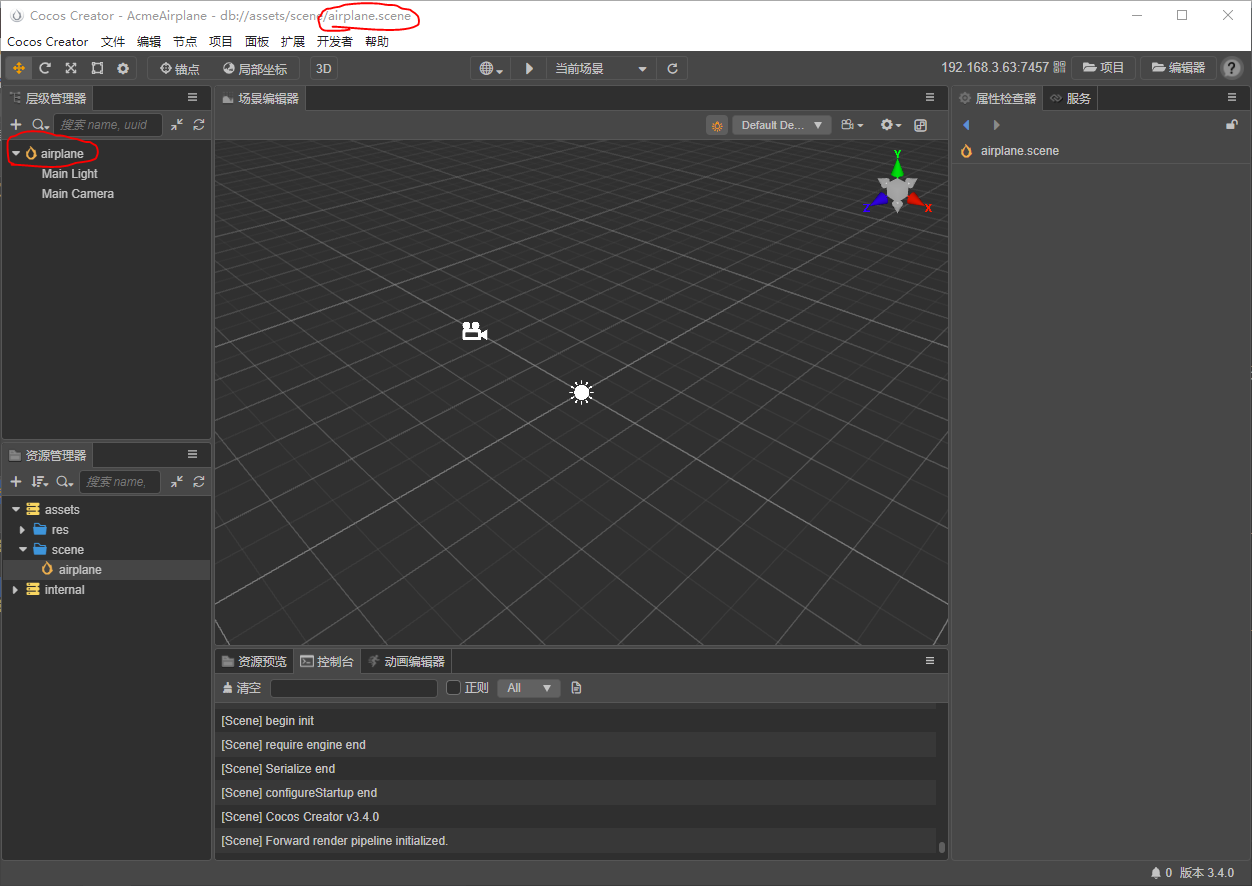 Cocos Creator - AcmeAirplane - db://assets/scene/airplane.scene
Cocos Creator 文件 编辑 节点 项目 面板 扩展 开发者 帮助
锚点 局部坐标 3D 当前场景 192.168.3.63:7457 项目 编辑器 ?
层级管理器
搜索 name, uuid
airplane
Main Light
Main Camera
场景编辑器
Default De...
Y
Z
X
属性检查器 服务
airplane.scene
资源管理器
搜索 name,
assets
res
scene
airplane
internal
资源预览 控制台 动画编辑器
清空 正则 All
[Scene] begin init
[Scene] require engine end
[Scene] Serialize end
[Scene] configureStartup end
[Scene] Cocos Creator v3.4.0
[Scene] Forward render pipeline initialized.
0 版本 3.4.0